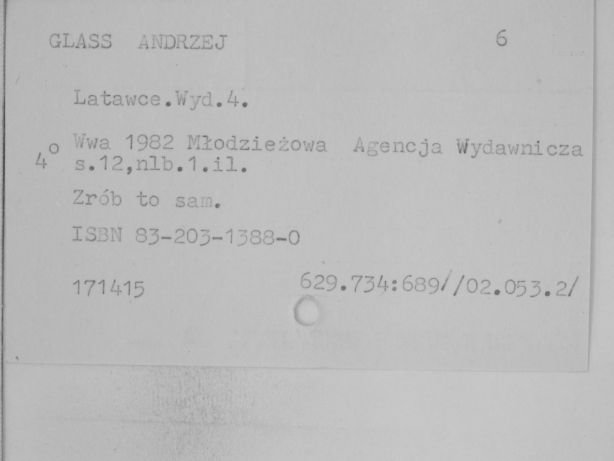 GLASS ANDRZEJ 6
Latawce.Wyd.4.
Wwa 1982 Młodzieżowa Agencja Wydawnicza
4o s.12,nlb.1.il.
Zrób to sam.
ISBN 83-203-1388-0
171415 629.734:689//02.053.2/